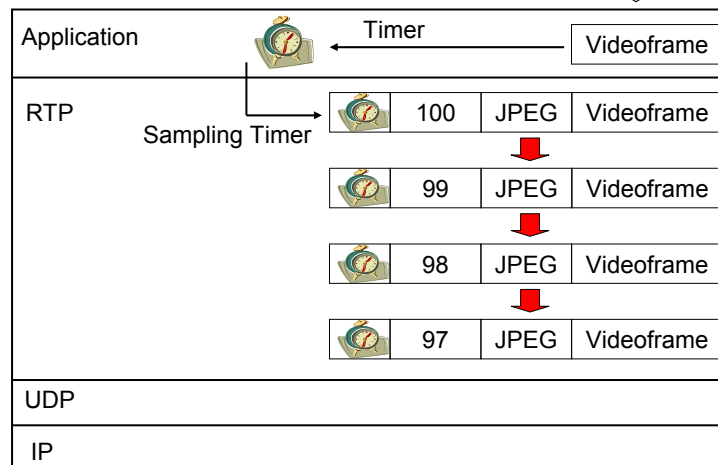 Application
Timer
Videoframe
RTP
Sampling Timer
100 JPEG Videoframe
99 JPEG Videoframe
98 JPEG Videoframe
97 JPEG Videoframe
UDP
IP